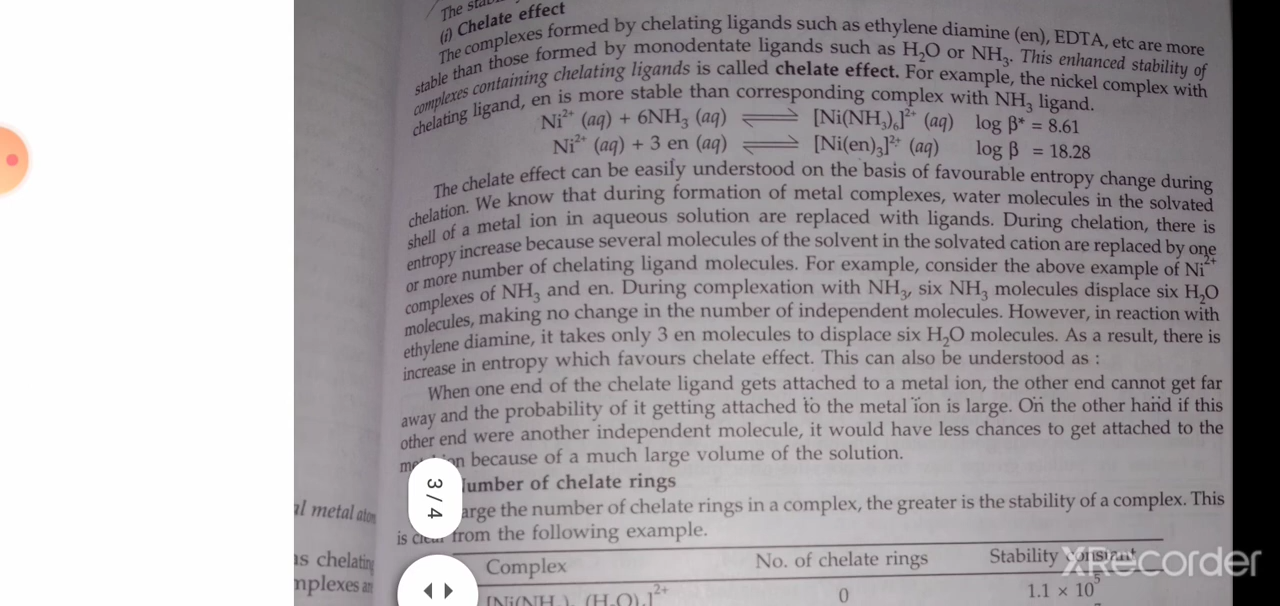 The
(i) Chelate effect
The complexes formed by chelating ligands such as ethylene diamine (en), EDTA, etc are more
stable than those formed by monodentate ligands such as H₂O or NH₃. This enhanced stability of
complexes containing chelating ligands is called chelate effect. For example, the nickel complex with
chelating ligand, en is more stable than corresponding complex with NH₃ ligand.
Ni²⁺ (aq) + 6NH₃ (aq) ⇌ [Ni(NH₃)₆]²⁺ (aq) log β* = 8.61
Ni²⁺ (aq) + 3 en (aq) ⇌ [Ni(en)₃]²⁺ (aq) log β = 18.28
The chelate effect can be easily understood on the basis of favourable entropy change during
chelation. We know that during formation of metal complexes, water molecules in the solvated
shell of a metal ion in aqueous solution are replaced with ligands. During chelation, there is
entropy increase because several molecules of the solvent in the solvated cation are replaced by one
or more number of chelating ligand molecules. For example, consider the above example of Ni²⁺
complexes of NH₃ and en. During complexation with NH₃, six NH₃ molecules displace six H₂O
molecules, making no change in the number of independent molecules. However, in reaction with
ethylene diamine, it takes only 3 en molecules to displace six H₂O molecules. As a result, there is
increase in entropy which favours chelate effect. This can also be understood as :
When one end of the chelate ligand gets attached to a metal ion, the other end cannot get far
away and the probability of it getting attached to the metal ion is large. On the other hand if this
other end were another independent molecule, it would have less chances to get attached to the
because of a much large volume of the solution.
umber of chelate rings
arge the number of chelate rings in a complex, the greater is the stability of a complex. This
is from the following example.
Complex No. of chelate rings Stability constant
[Ni(NH₃)₂ (H₂O)₄]²⁺ 0 1.1 × 10⁵
al metal atom
as chelating
mplexes an
3/4
XRecorder